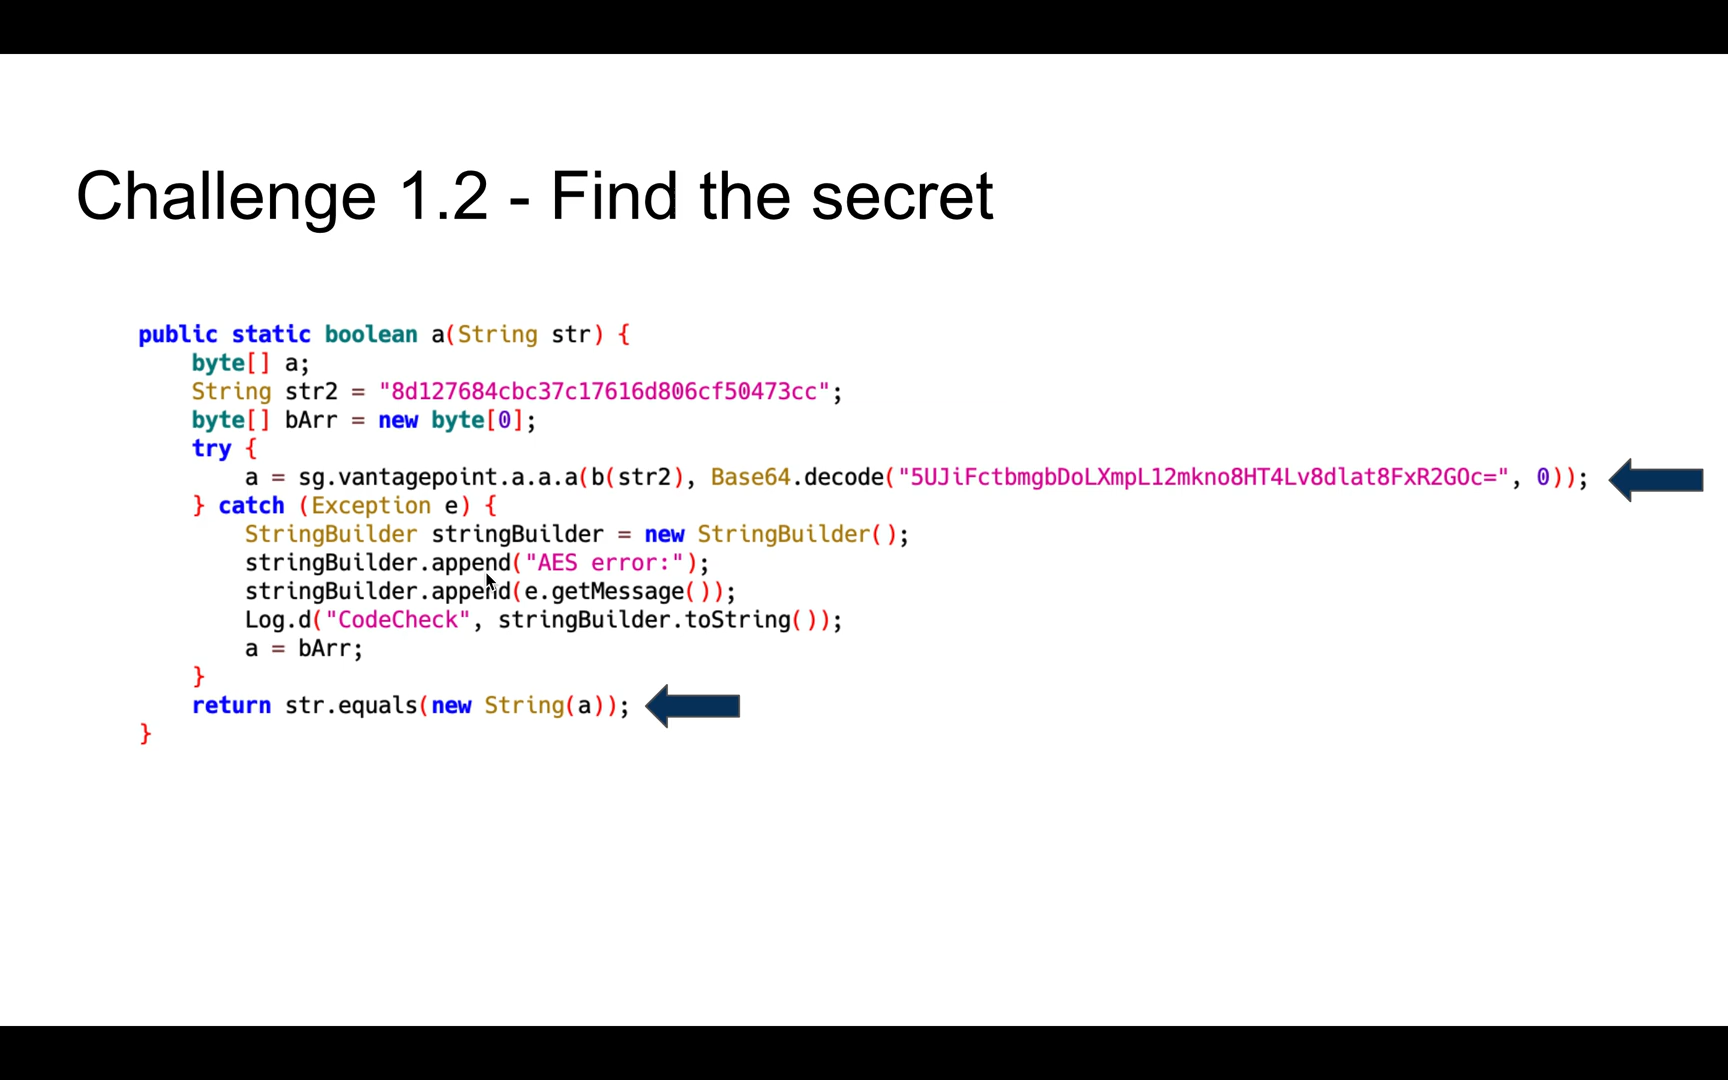 Challenge 1.2 - Find the secret
public static boolean a(String str) {
byte[] a;
String str2 = "8d127684cbc37c17616d806cf50473cc";
byte[] bArr = new byte[0];
try {
a = sg.vantagepoint.a.a.a(b(str2), Base64.decode("5UJiFctbmgbDoLXmpL12mkno8HT4Lv8dlat8FxR2GOc=", 0));
} catch (Exception e) {
StringBuilder stringBuilder = new StringBuilder();
stringBuilder.append("AES error:");
stringBuilder.append(e.getMessage());
Log.d("CodeCheck", stringBuilder.toString());
a = bArr;
}
return str.equals(new String(a));
}